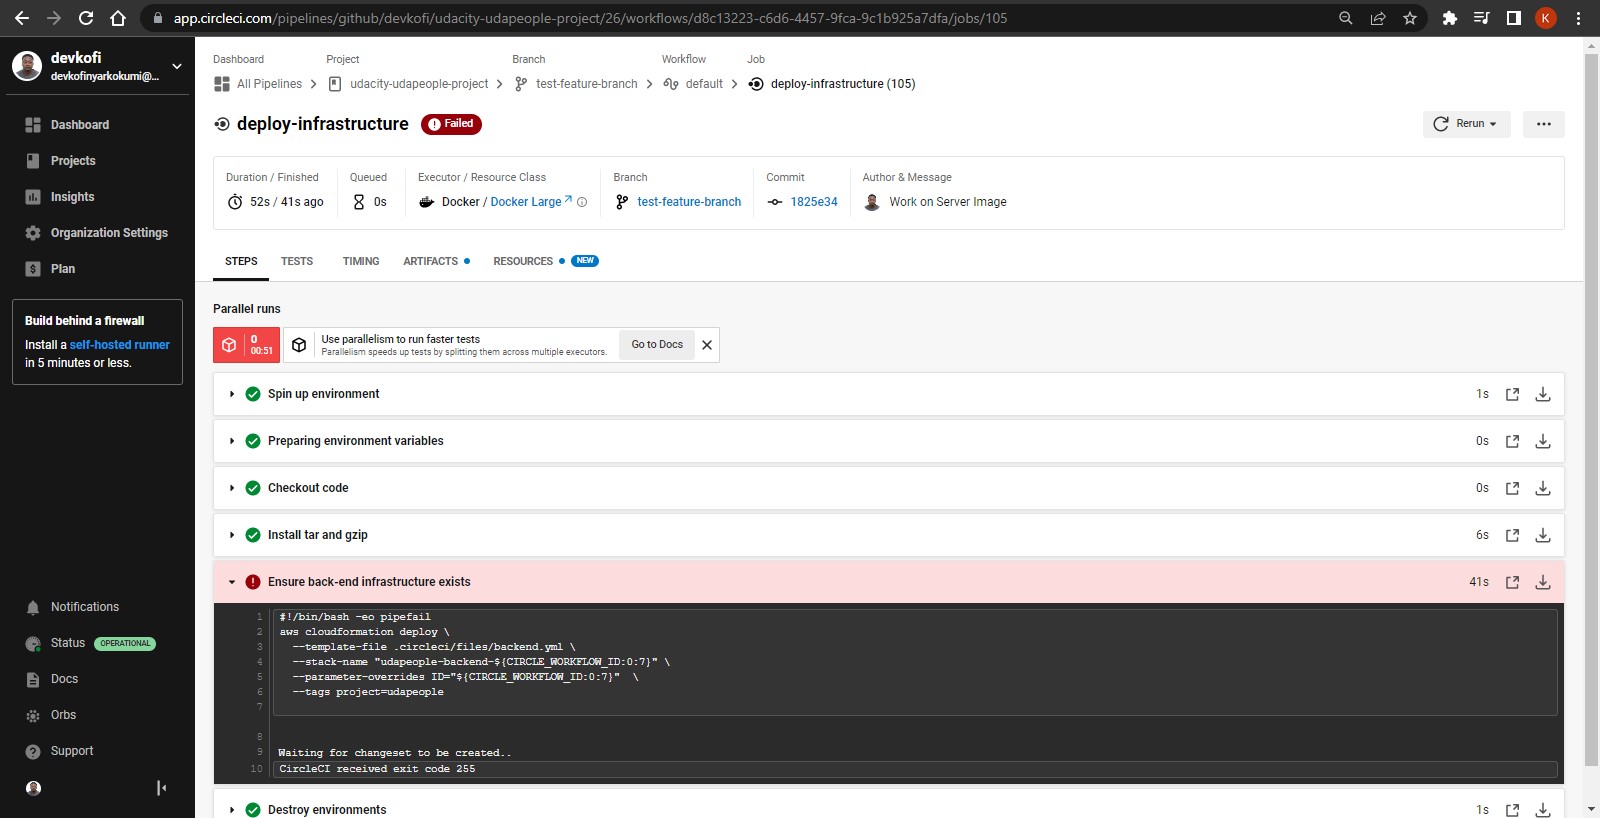 app.circleci.com/pipelines/github/devkofi/udacity-udapeople-project/26/workflows/d8c13223-c6d6-4457-9fca-9c1b925a7dfa/jobs/105
K
devkofi
devkofinyarkokumi@...
Dashboard
Projects
Insights
Organization Settings
Plan
Build behind a firewall
Install a self-hosted runner
in 5 minutes or less.
Notifications
Status OPERATIONAL
Docs
Orbs
Support
Dashboard Project Branch Workflow Job
All Pipelines udacity-udapeople-project test-feature-branch default deploy-infrastructure (105)
deploy-infrastructure Failed
Rerun
Duration / Finished Queued Executor / Resource Class Branch Commit Author & Message
52s / 41s ago 0s Docker / Docker Large test-feature-branch 1825e34 Work on Server Image
STEPS TESTS TIMING ARTIFACTS RESOURCES NEW
Parallel runs
0
00:51
Use parallelism to run faster tests
Parallelism speeds up tests by splitting them across multiple executors.
Go to Docs
Spin up environment 1s
Preparing environment variables 0s
Checkout code 0s
Install tar and gzip 6s
Ensure back-end infrastructure exists 41s
1 #!/bin/bash -eo pipefail
2 aws cloudformation deploy \
3 --template-file .circleci/files/backend.yml \
4 --stack-name "udapeople-backend-${CIRCLE_WORKFLOW_ID:0:7}" \
5 --parameter-overrides ID="${CIRCLE_WORKFLOW_ID:0:7}" \
6 --tags project=udapeople
7
8
9 Waiting for changeset to be created..
10 CircleCI received exit code 255
Destroy environments 1s